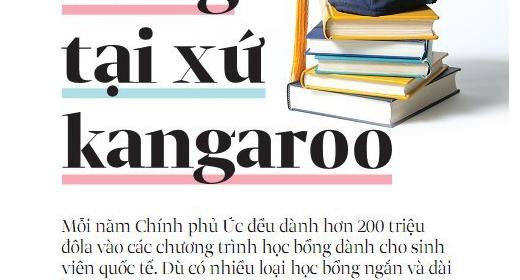 tại xứ
kangaroo
Mỗi năm Chính phủ Úc đều dành hơn 200 triệu
đôla vào các chương trình học bổng dành cho sinh
viên quốc tế. Dù có nhiều loại học bổng ngắn và dài